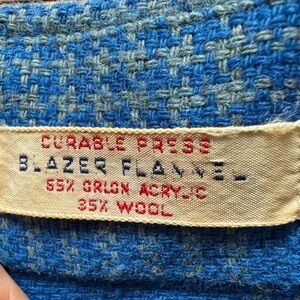 DURABLE PRESS
BLAZER FLANNEL
65% ORLON ACRYLIC
35% WOOL